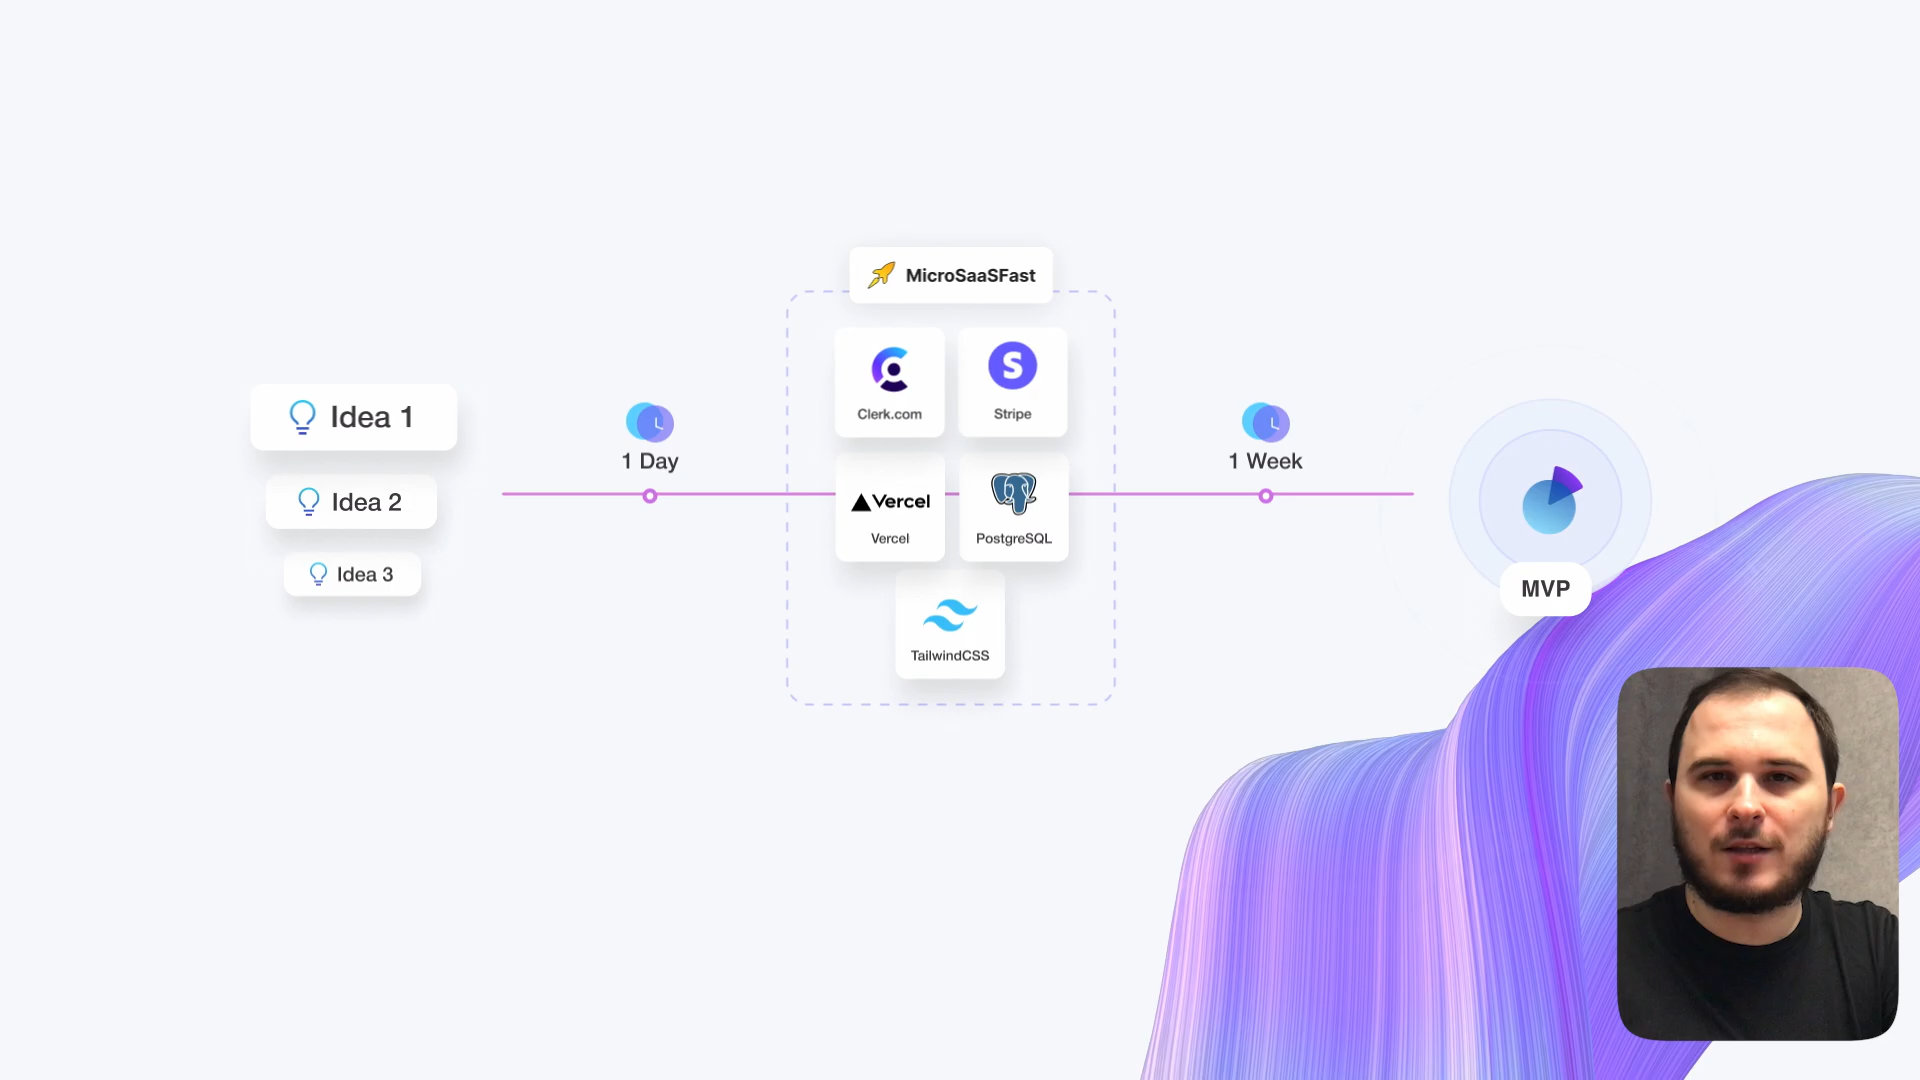 Idea 1
Idea 2
Idea 3
1 Day
MicroSaaSFast
Clerk.com
Stripe
Vercel
Vercel
PostgreSQL
TailwindCSS
1 Week
MVP